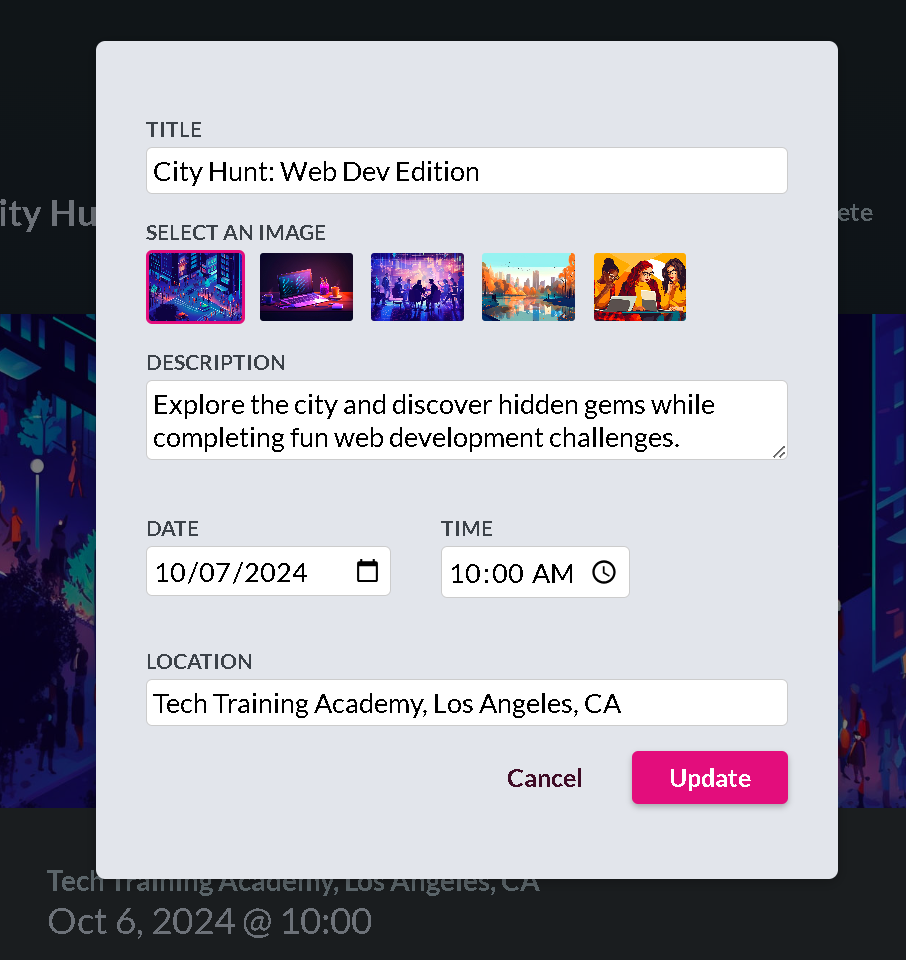 TITLE
City Hunt: Web Dev Edition
ity Hu
ete
SELECT AN IMAGE
DESCRIPTION
Explore the city and discover hidden gems while
completing fun web development challenges.
DATE
TIME
10/07/2024
10:00 AM
LOCATION
Tech Training Academy, Los Angeles, CA
Cancel
Update
Tech Training Academy, Los Angeles, CA
Oct 6, 2024 @ 10:00